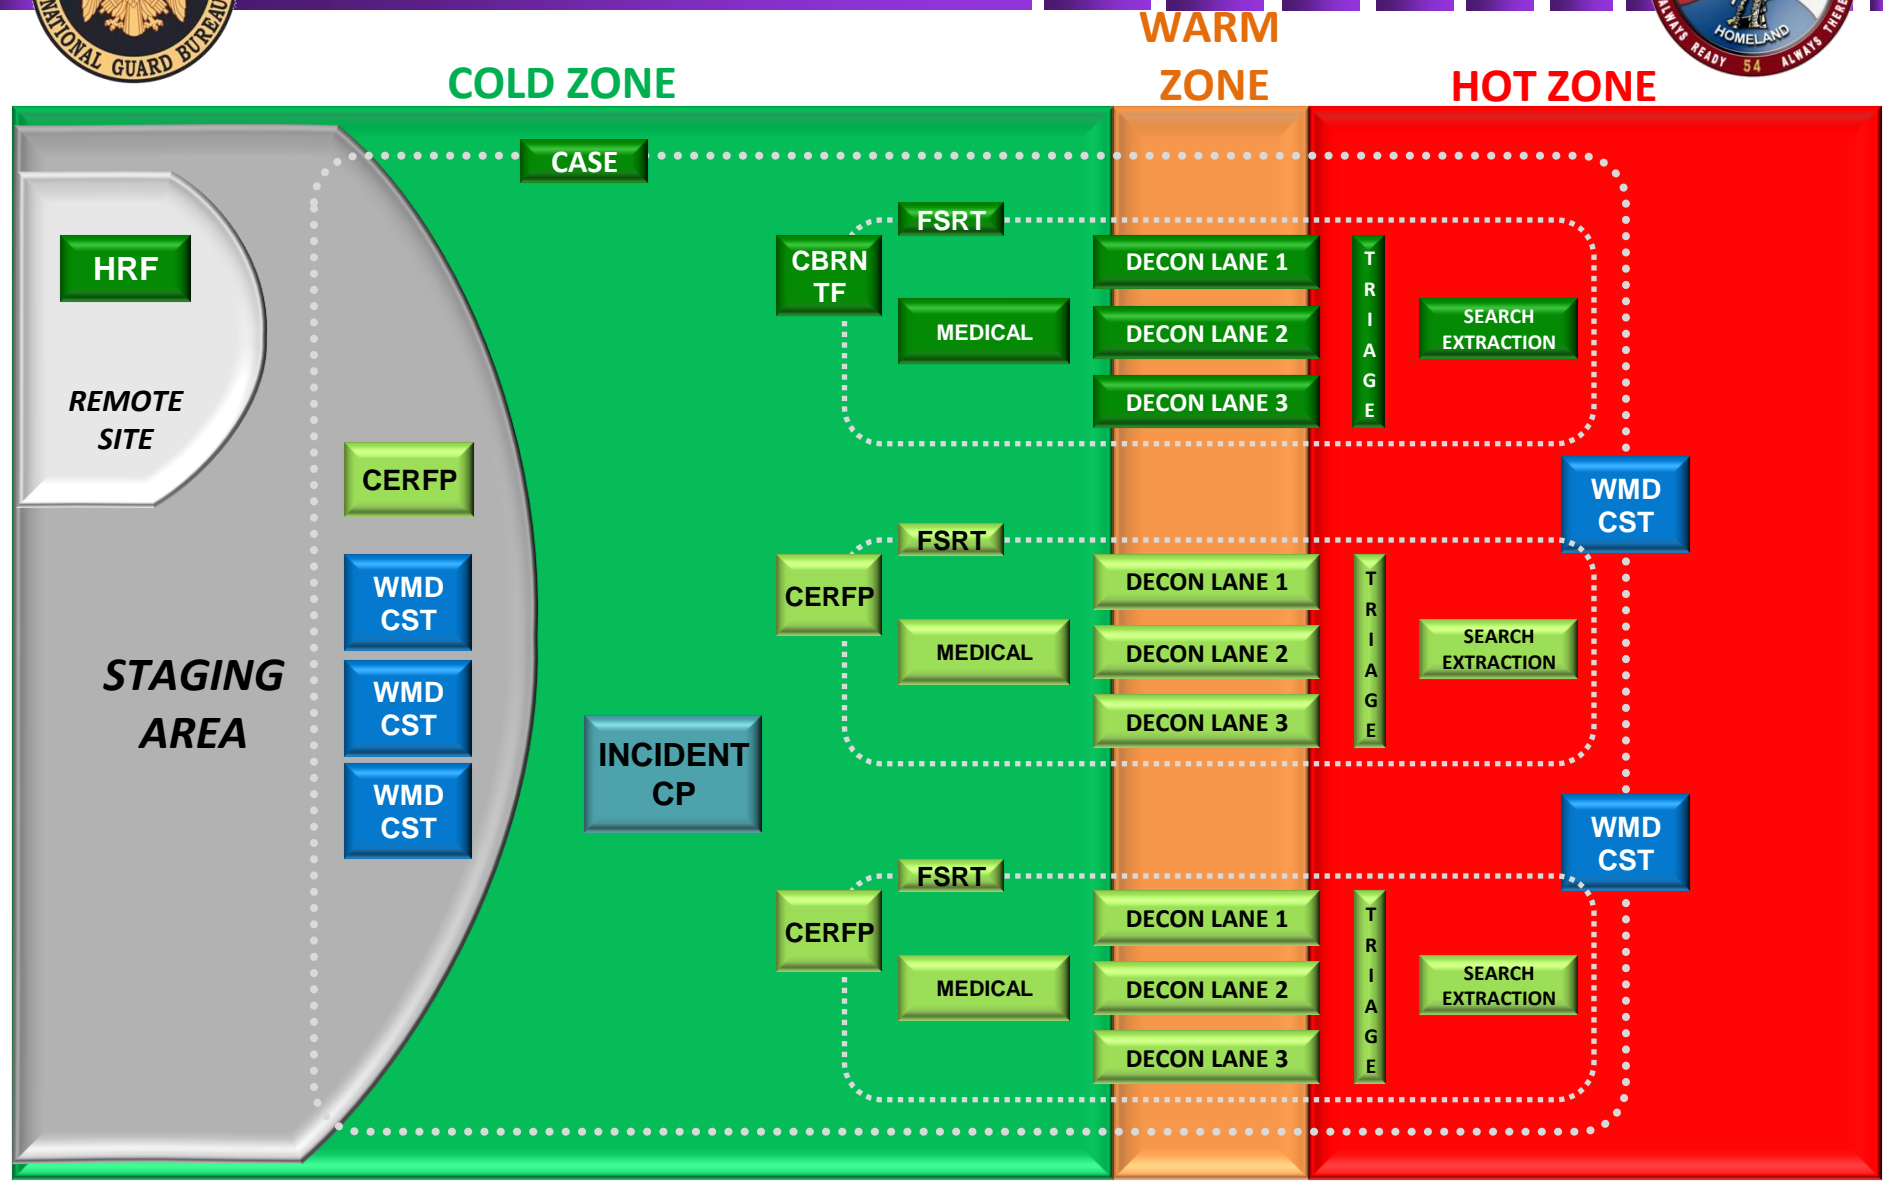 NATIONAL GUARD BUREAU
HOMELAND
ALWAYS READY 54 ALWAYS THERE
WARM
ZONE
COLD ZONE
HOT ZONE
CASE
HRF
REMOTE
SITE
STAGING
AREA
CERFP
WMD
CST
WMD
CST
WMD
CST
INCIDENT
CP
FSRT
CBRN
TF
MEDICAL
DECON LANE 1
DECON LANE 2
DECON LANE 3
TRIAGE
SEARCH
EXTRACTION
WMD
CST
FSRT
CERFP
MEDICAL
DECON LANE 1
DECON LANE 2
DECON LANE 3
TRIAGE
SEARCH
EXTRACTION
WMD
CST
FSRT
CERFP
MEDICAL
DECON LANE 1
DECON LANE 2
DECON LANE 3
TRIAGE
SEARCH
EXTRACTION